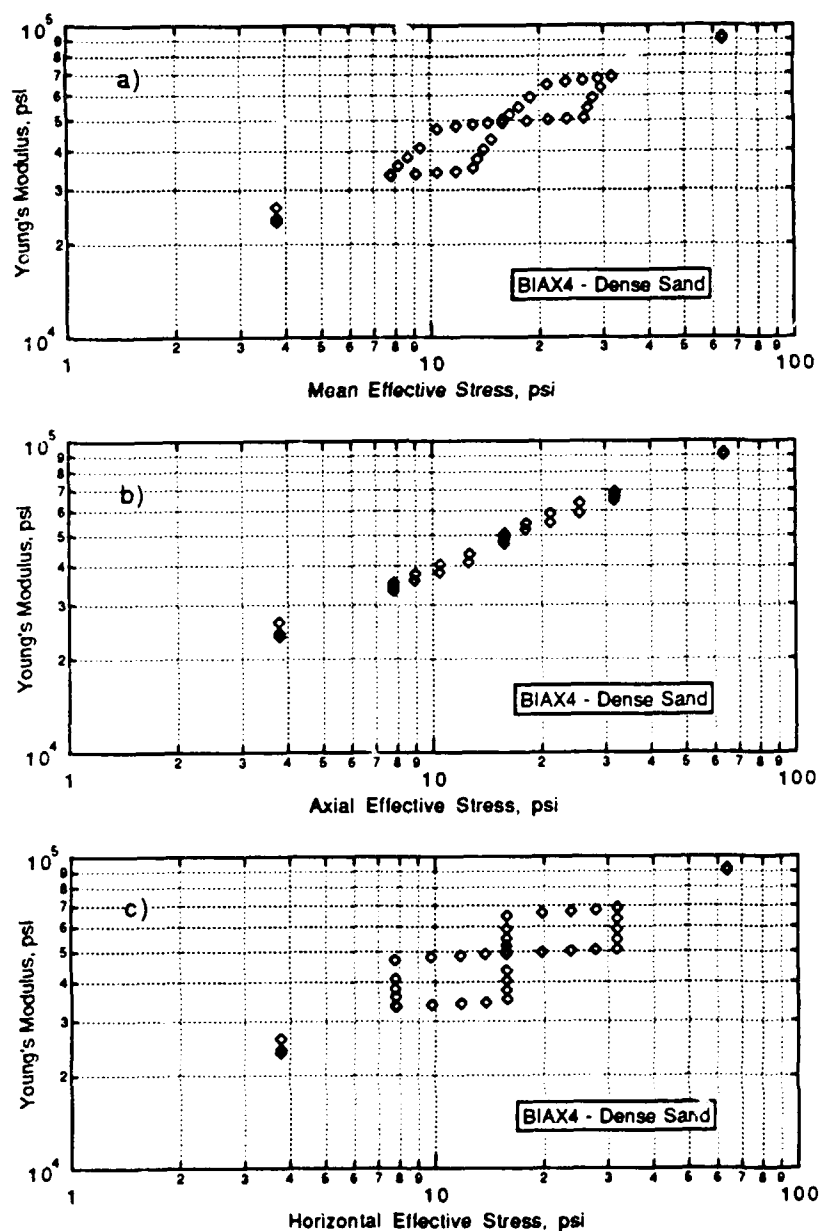 a)
Young's Modulus, psi
10^5
9
8
7
6
5
4
3
2
10^4
BIAX4 - Dense Sand
1 2 3 4 5 6 7 8 9 10 2 3 4 5 6 7 8 9 100
Mean Effective Stress, psi
b)
Young's Modulus, psi
10^5
9
8
7
6
5
4
3
2
10^4
BIAX4 - Dense Sand
1 2 3 4 5 6 7 8 9 10 2 3 4 5 6 7 8 9 100
Axial Effective Stress, psi
c)
Young's Modulus, psi
10^5
9
8
7
6
5
4
3
2
10^4
BIAX4 - Dense Sand
1 2 3 4 5 6 7 8 9 10 2 3 4 5 6 7 8 9 100
Horizontal Effective Stress, psi